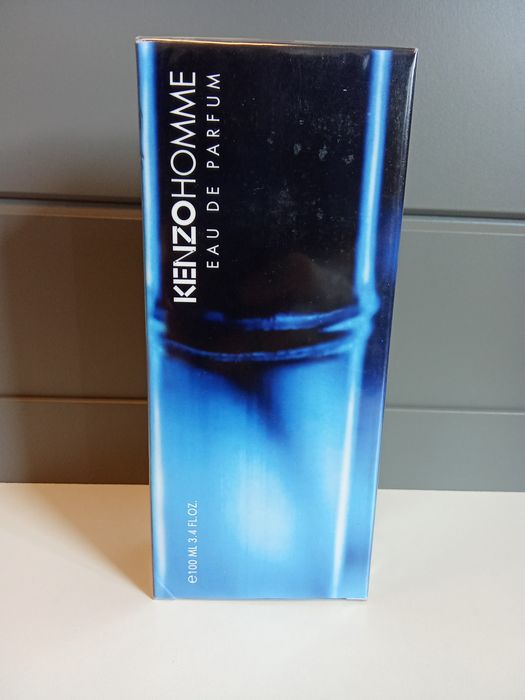 KENZOHOMME
EAU DE PARFUM
℮100 ML 3.4 FL.OZ.